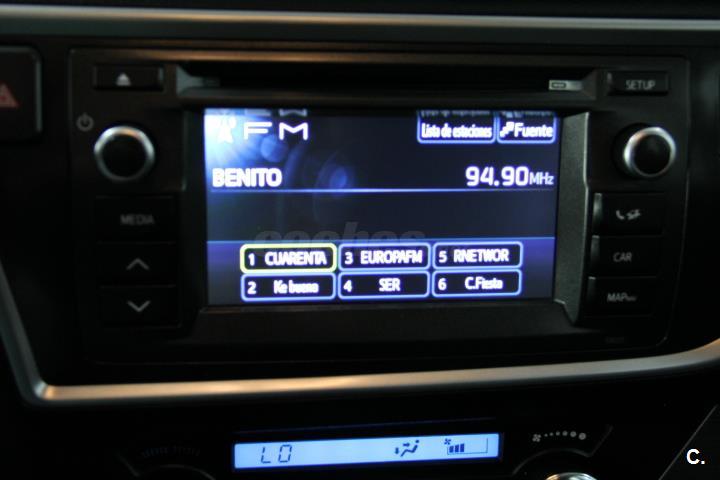 SETUP
FM
Lista de estaciones
Fuente
BENITO
94.90MHz
MEDIA
CAR
MAP
coches
1 CUARENTA
3 EUROPAFM
5 RNETWOR
2 Ke bueno
4 SER
6 C.Fiesta
LO
C.